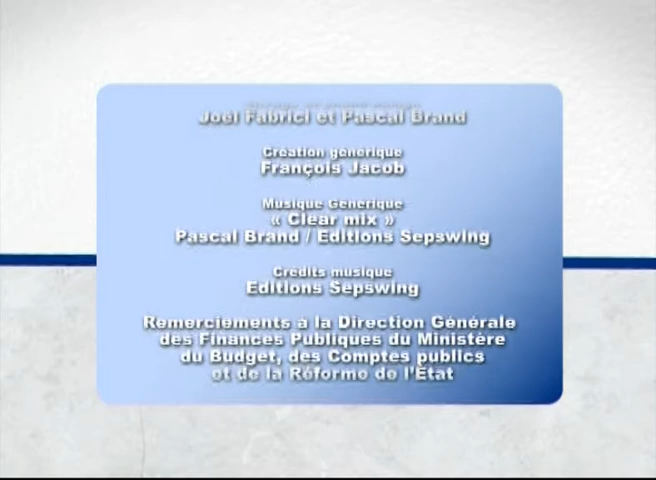 Joël Fabrici et Pascal Brand
Création générique
François Jacob
Musique Générique
« Clear mix »
Pascal Brand / Editions Sepswing
Crédits musique
Editions Sepswing
Remerciements à la Direction Générale
des Finances Publiques du Ministère
du Budget, des Comptes publics
et de la Réforme de l'État